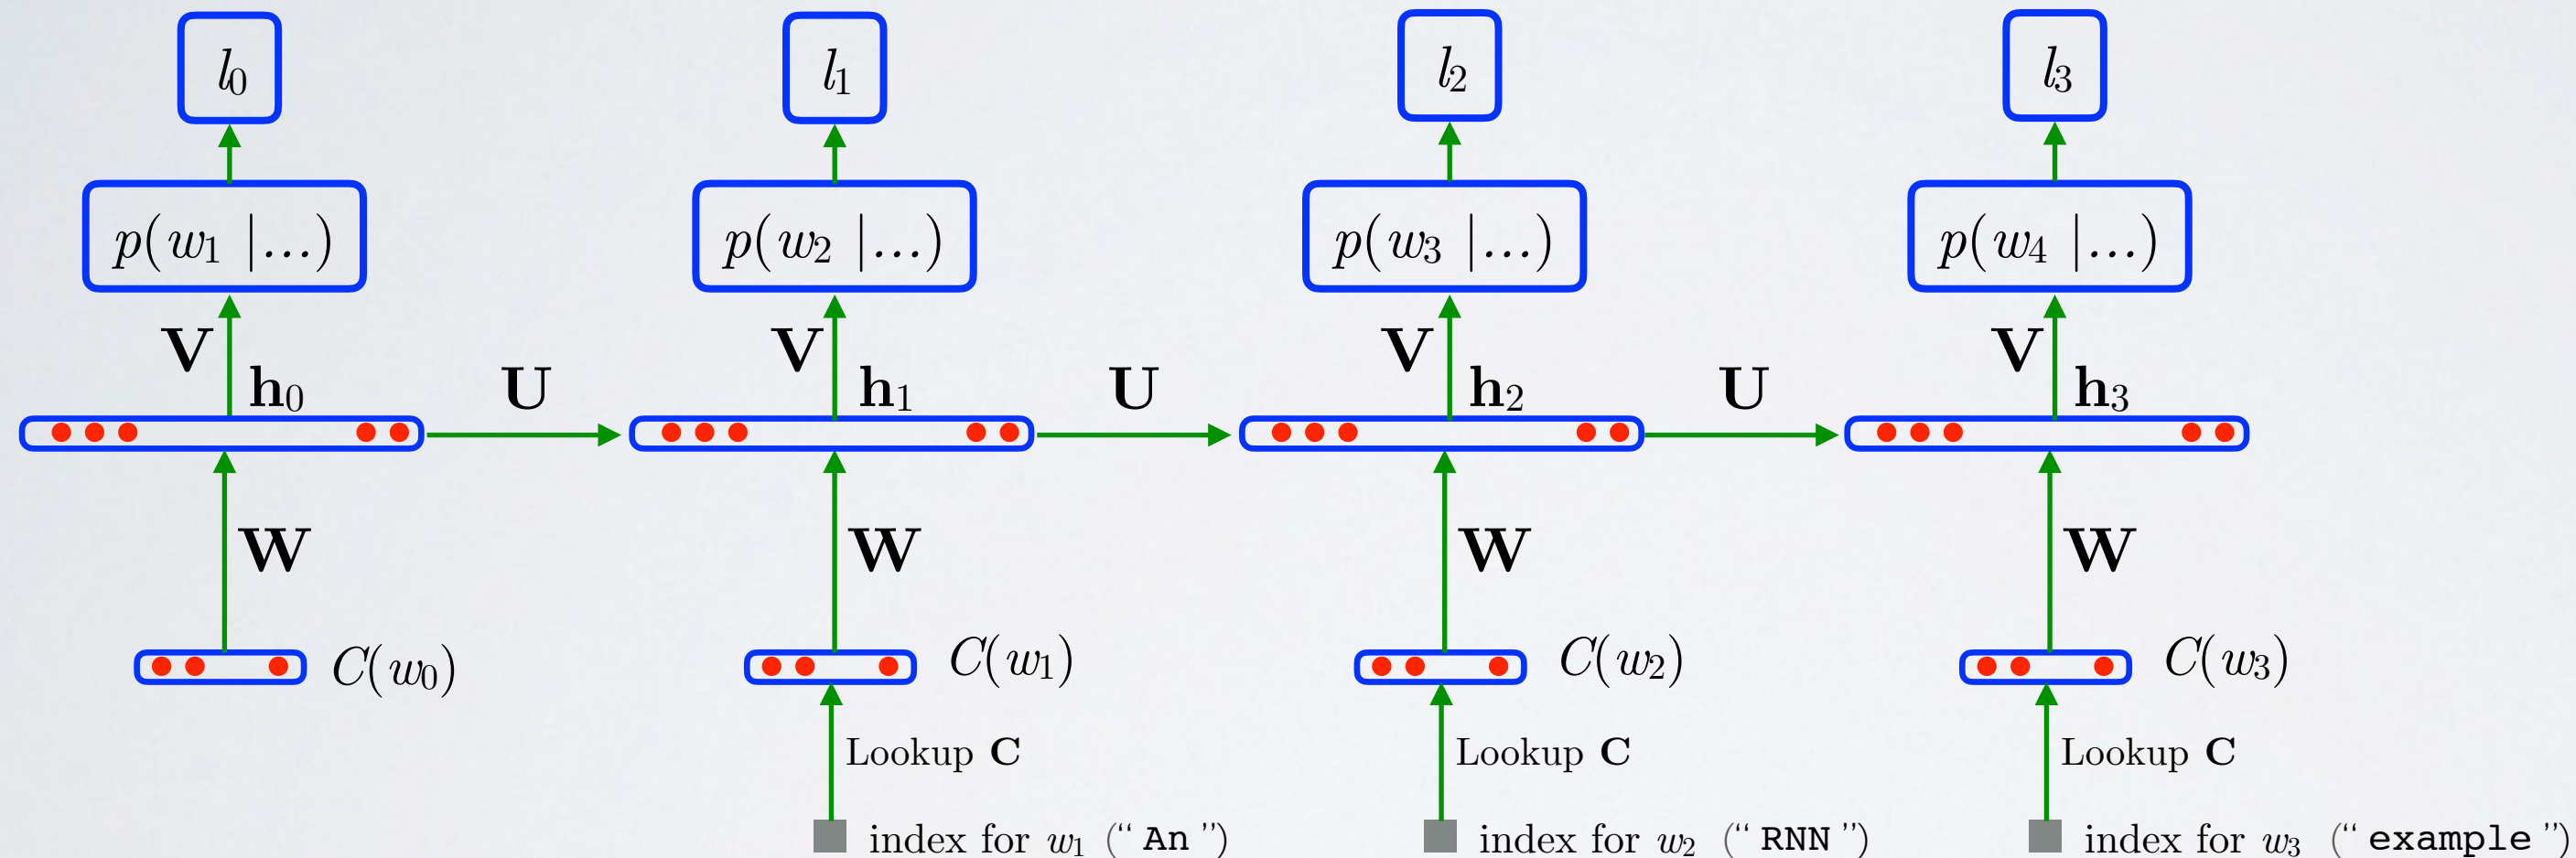 l0 l1 l2 l3
p(w1 |...) p(w2 |...) p(w3 |...) p(w4 |...)
V V V V
h0 U h1 U h2 U h3
W W W W
C(w0) C(w1) C(w2) C(w3)
Lookup C Lookup C Lookup C
index for w1 (“ An ”) index for w2 (“ RNN ”) index for w3 (“ example ”)